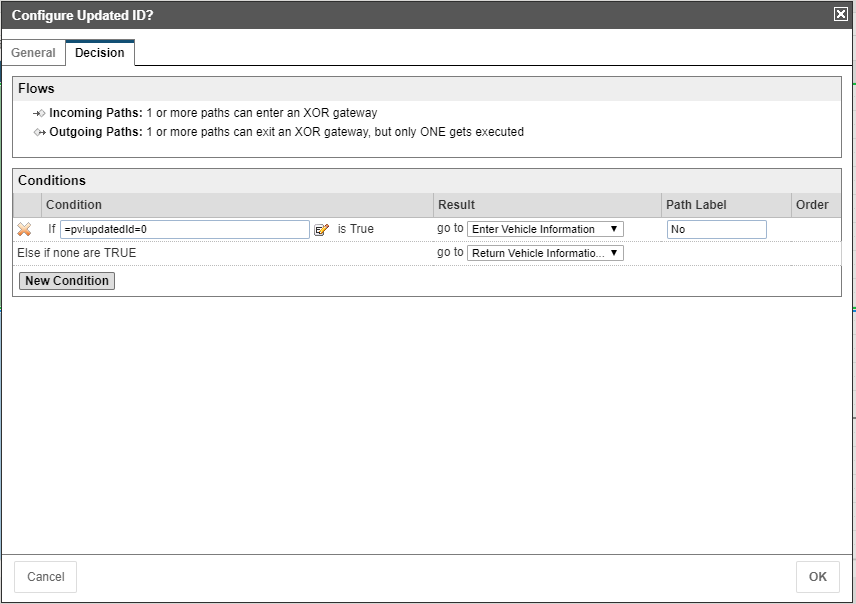 Configure Updated ID?
General Decision
Flows
Incoming Paths: 1 or more paths can enter an XOR gateway
Outgoing Paths: 1 or more paths can exit an XOR gateway, but only ONE gets executed
Conditions
Condition Result Path Label Order
If =pv!updatedId=0 is True go to Enter Vehicle Information No
Else if none are TRUE go to Return Vehicle Informatio...
New Condition
Cancel OK